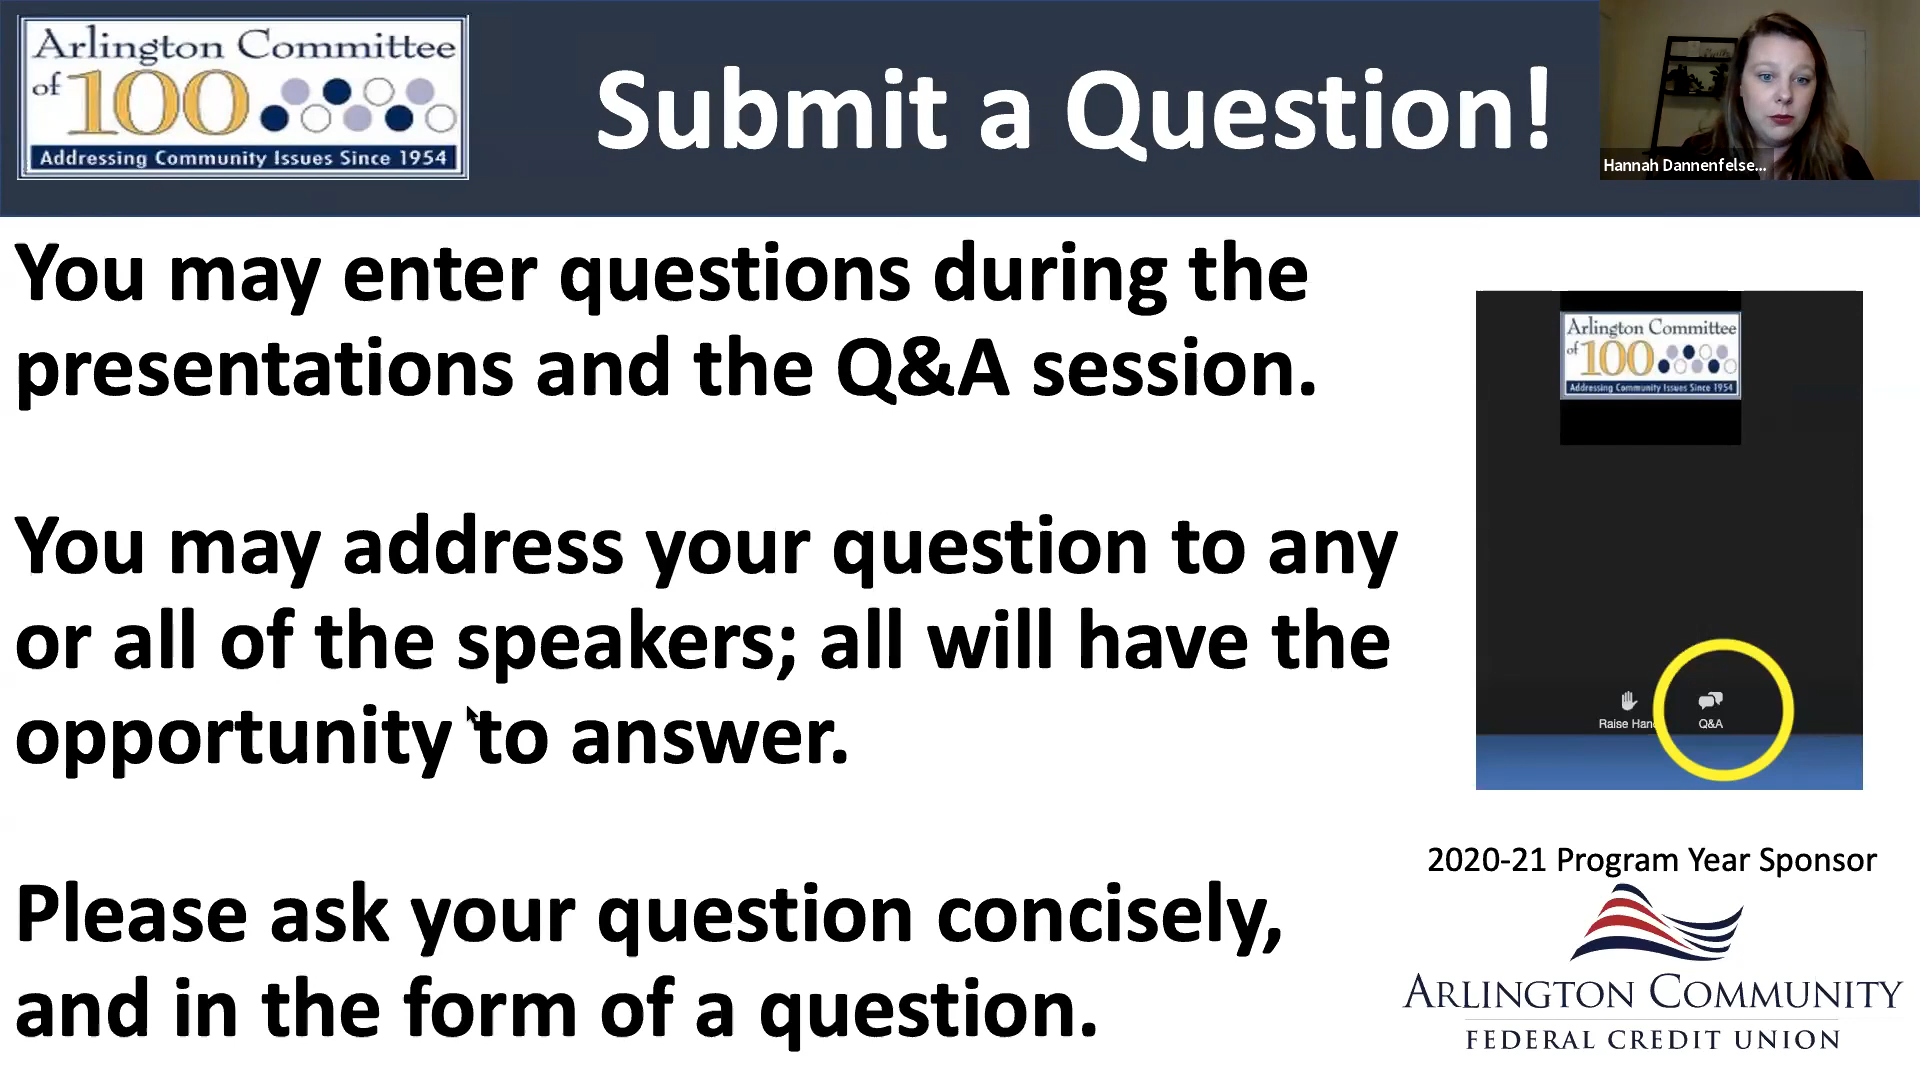 Arlington Committee
of 100
Addressing Community Issues Since 1954
Submit a Question!
Hannah Dannenfelse...
You may enter questions during the
presentations and the Q&A session.
You may address your question to any
or all of the speakers; all will have the
opportunity to answer.
Please ask your question concisely,
and in the form of a question.
Arlington Committee
of 100
Addressing Community Issues Since 1954
Raise Han
Q&A
2020-21 Program Year Sponsor
ARLINGTON COMMUNITY
FEDERAL CREDIT UNION